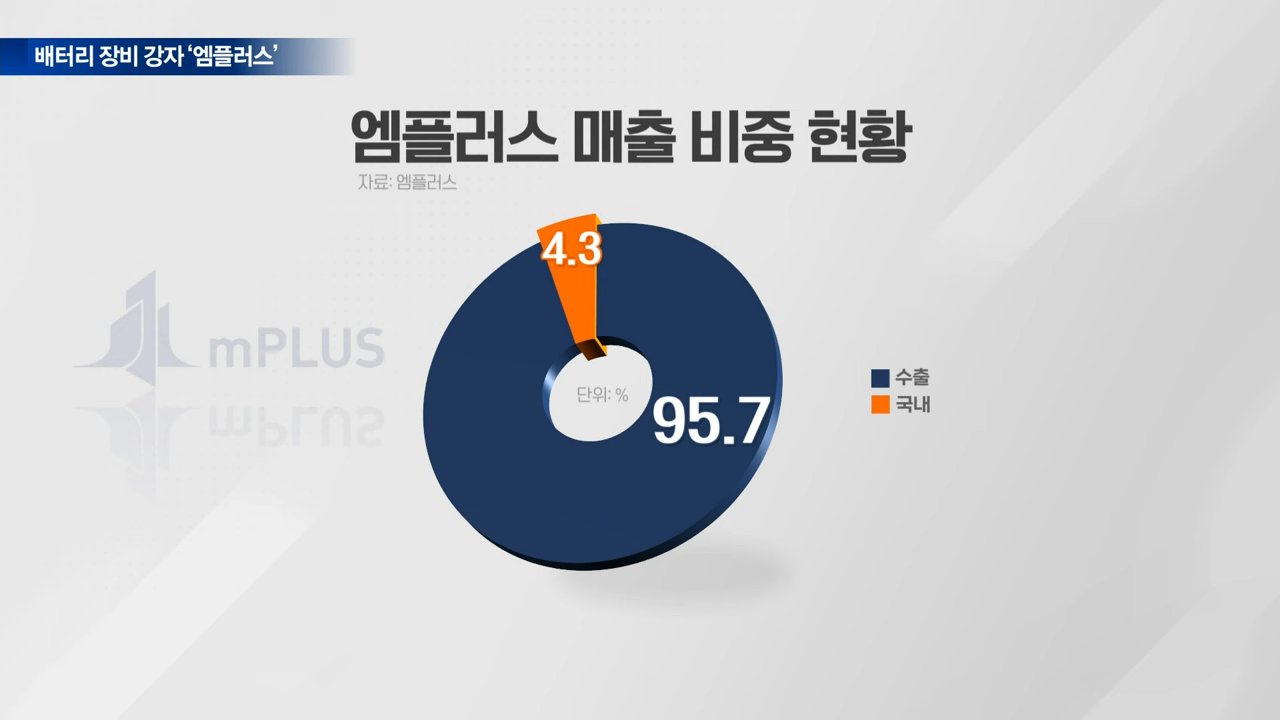 배터리 장비 강자 ‘엠플러스’
엠플러스 매출 비중 현황
자료: 엠플러스
4.3
mPLUS
단위: %
95.7
수출
국내